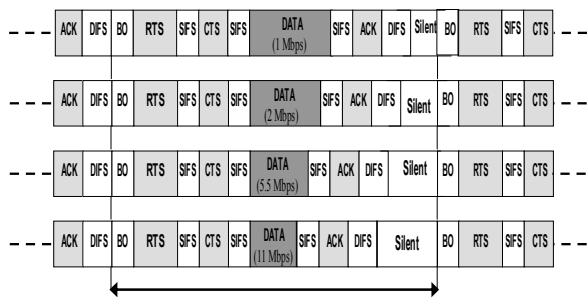 ACK DIFS BO RTS SIFS CTS SIFS DATA SIFS ACK DIFS Silent BO RTS SIFS CTS
(1 Mbps)
ACK DIFS BO RTS SIFS CTS SIFS DATA SIFS ACK DIFS Silent BO RTS SIFS CTS
(2 Mbps)
ACK DIFS BO RTS SIFS CTS SIFS DATA SIFS ACK DIFS Silent BO RTS SIFS CTS
(5.5 Mbps)
ACK DIFS BO RTS SIFS CTS SIFS DATA SIFS ACK DIFS Silent BO RTS SIFS CTS
(11 Mbps)